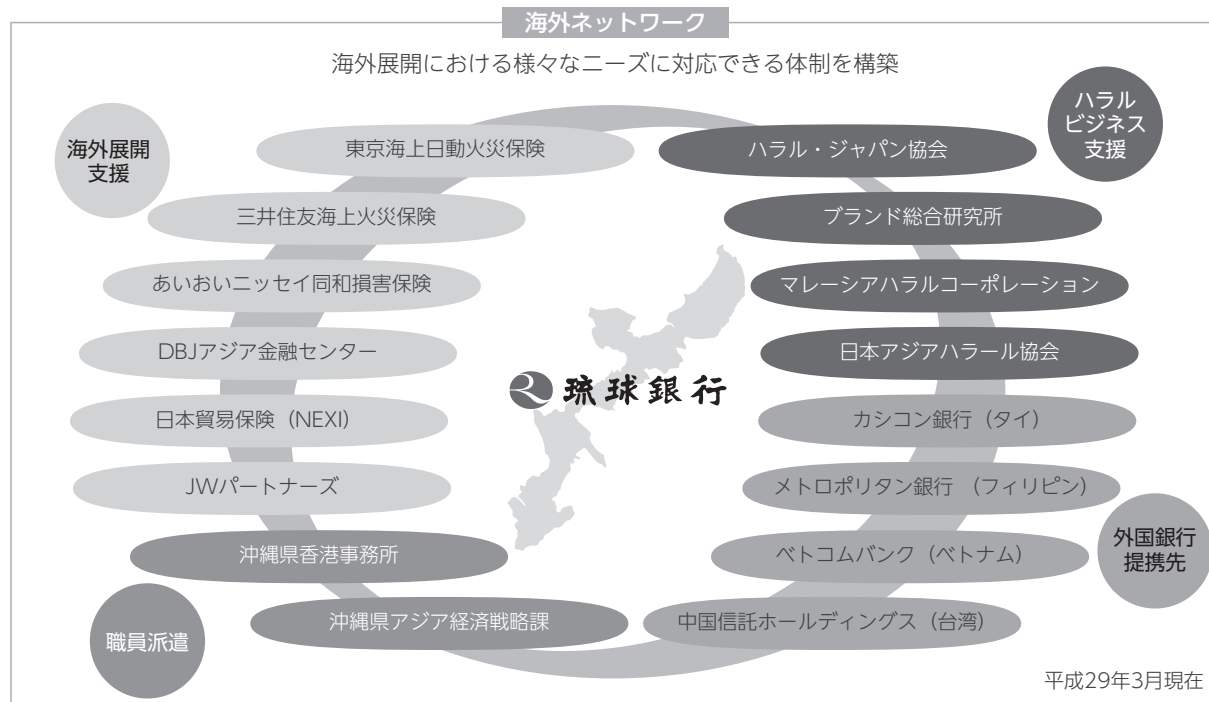 海外ネットワーク
海外展開における様々なニーズに対応できる体制を構築
海外展開
支援
東京海上日動火災保険
三井住友海上火災保険
あいおいニッセイ同和損害保険
DBJアジア金融センター
日本貿易保険（NEXI）
JWパートナーズ
沖縄県香港事務所
沖縄県アジア経済戦略課
職員派遣
琉球銀行
ハラル
ビジネス
支援
ハラル・ジャパン協会
ブランド総合研究所
マレーシアハラルコーポレーション
日本アジアハラール協会
カシコン銀行（タイ）
メトロポリタン銀行 （フィリピン）
ベトコムバンク（ベトナム）
中国信託ホールディングス（台湾）
外国銀行
提携先
平成29年3月現在